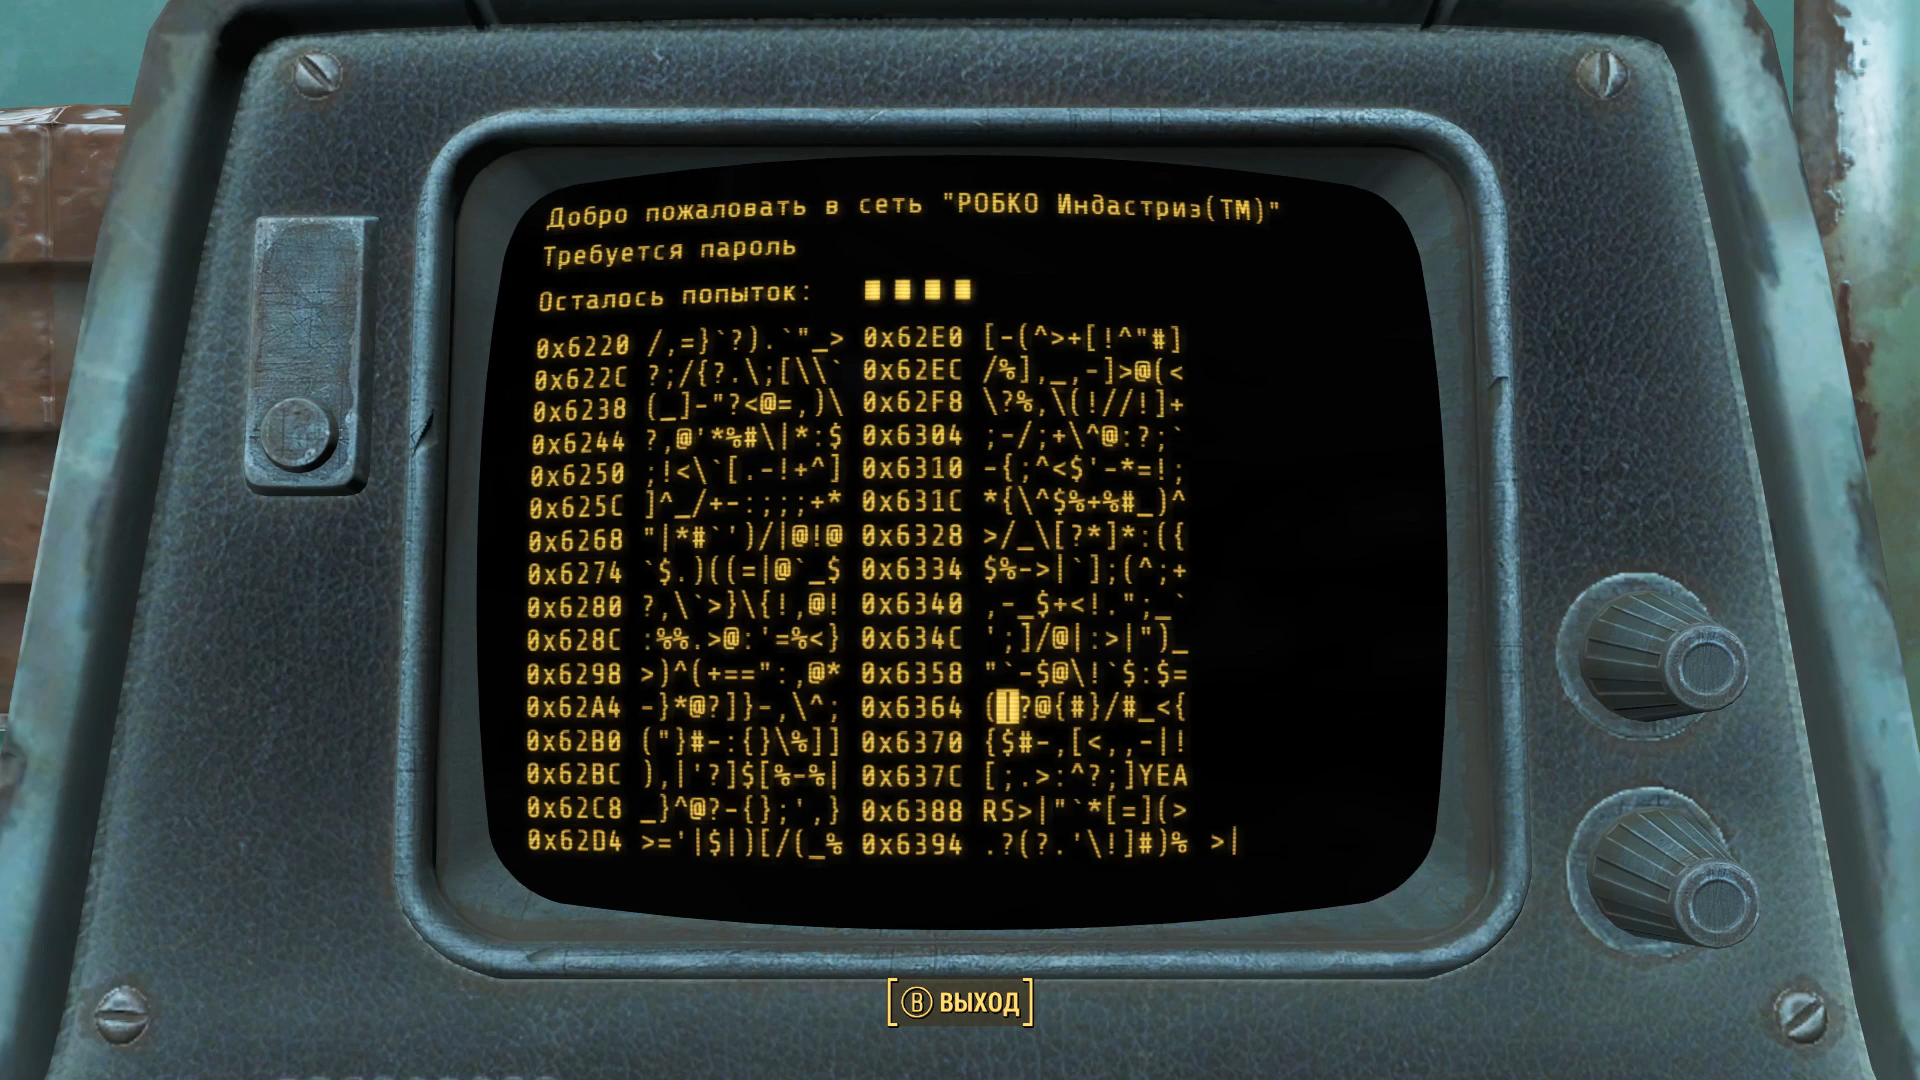 Добро пожаловать в сеть "РОБКО Индастриз(ТМ)"
Требуется пароль
Осталось попыток:
0x6220 /,=}`?).`"_>
0x622C ?;/{?.\;[\\`
0x6238 (_]-"?<@=,)\
0x6244 ?,@'*%#\|*:$
0x6250 ;!<\`[.-!+^]
0x625C ]^_/+-:;;;+*
0x6268 "|*#`')/|@!@
0x6274 `$.)((=|@`_$
0x6280 ?,\`>}\{!,@!
0x628C :%%.>@:'=%<}
0x6298 >)^(+==":,@*
0x62A4 -}*@?]}-,\^;
0x62B0 ("}#-:{}\%]]
0x62BC ),|'?]$[%-%|
0x62C8 _}^@?-{};',}
0x62D4 >='|$|)[/(_%
0x62E0 [-(^>+[!^"#]
0x62EC /%],_,-]>@(<
0x62F8 \?%,\(!//!]+
0x6304 ;-/;+\^@:?;`
0x6310 -{;^<$'-*=!;
0x631C *{\^$%+%#_)^
0x6328 >/_\[?*]*:({
0x6334 $%->|`];(^;+
0x6340 ,-_$+<!.";_`
0x634C ';]/@|:>|")_
0x6358 "`-$@\!`$:$=
0x6364 (|?@{#}/#_<{
0x6370 {$#-,[<,,-|!
0x637C [;.>:^?;]YEA
0x6388 RS>|"`*[=](>
0x6394 .?(?.'\!]#)% >|
[Ⓑ ВЫХОД]